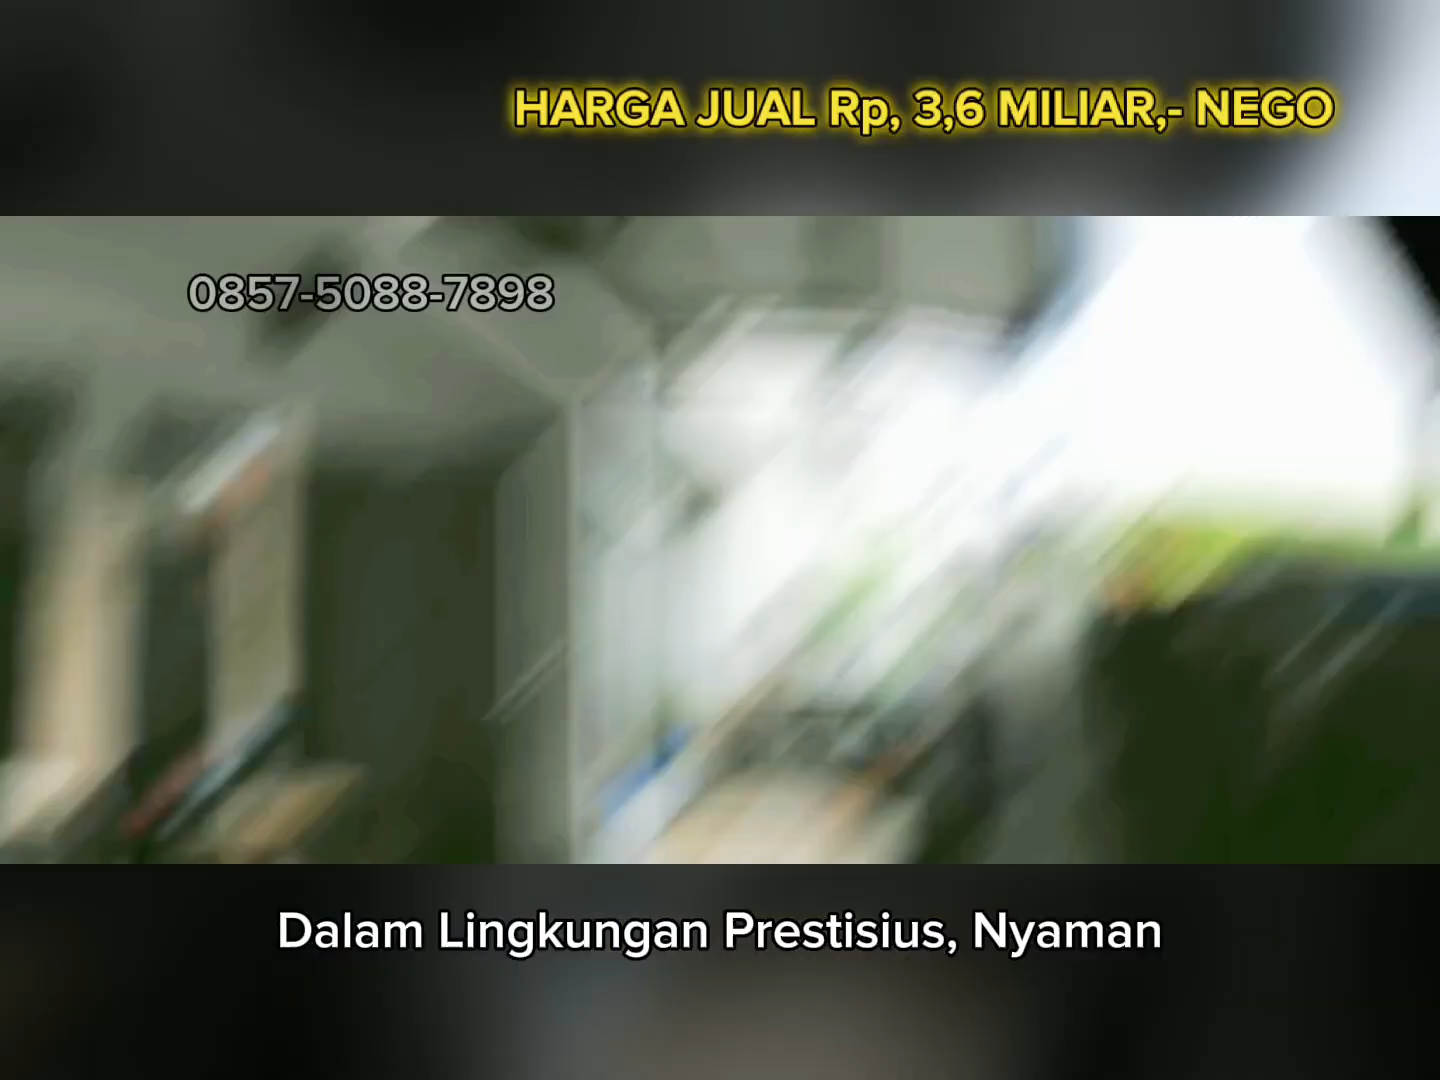 HARGA JUAL Rp, 3,6 MILIAR,- NEGO
0857-5088-7898
Dalam Lingkungan Prestisius, Nyaman